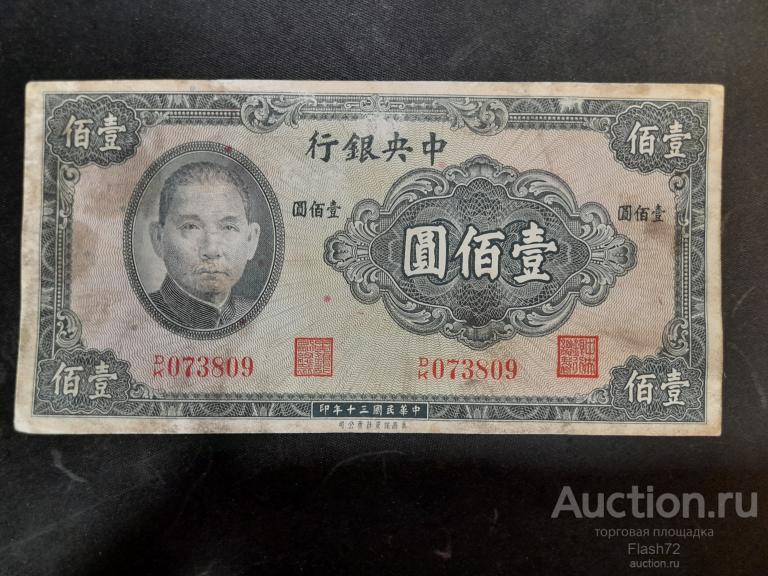 中央銀行
壹佰
壹佰
壹佰圓
壹佰圓
壹佰圓
D/K 073809
D/K 073809
壹佰
壹佰
中華民國三十年印
Auction.ru
торговая площадка
Flash72
auction.ru